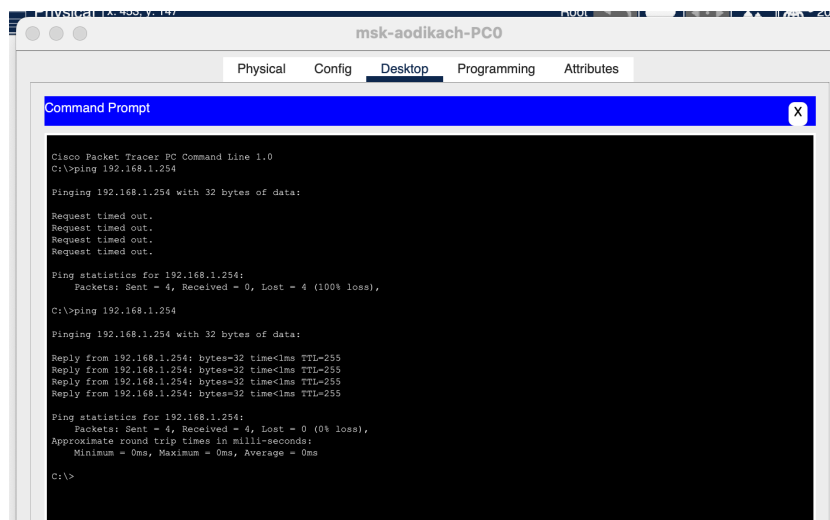 Physical x: 453, y: 147
Root
msk-aodikach-PC0
Physical Config Desktop Programming Attributes
Command Prompt
X
Cisco Packet Tracer PC Command Line 1.0
C:\>ping 192.168.1.254
Pinging 192.168.1.254 with 32 bytes of data:
Request timed out.
Request timed out.
Request timed out.
Request timed out.
Ping statistics for 192.168.1.254:
Packets: Sent = 4, Received = 0, Lost = 4 (100% loss),
C:\>ping 192.168.1.254
Pinging 192.168.1.254 with 32 bytes of data:
Reply from 192.168.1.254: bytes=32 time<1ms TTL=255
Reply from 192.168.1.254: bytes=32 time<1ms TTL=255
Reply from 192.168.1.254: bytes=32 time<1ms TTL=255
Reply from 192.168.1.254: bytes=32 time<1ms TTL=255
Ping statistics for 192.168.1.254:
Packets: Sent = 4, Received = 4, Lost = 0 (0% loss),
Approximate round trip times in milli-seconds:
Minimum = 0ms, Maximum = 0ms, Average = 0ms
C:\>